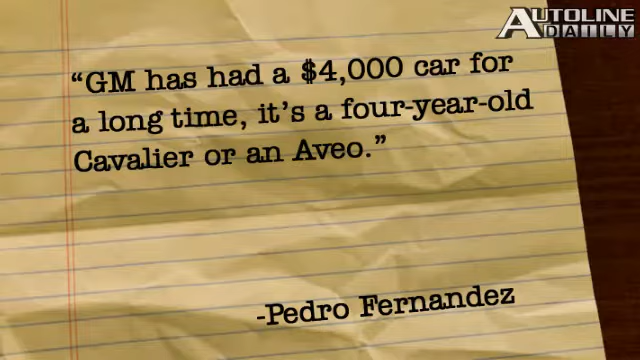 AUTOLINE
DAILY
“GM has had a $4,000 car for
a long time, it’s a four-year-old
Cavalier or an Aveo.”
-Pedro Fernandez